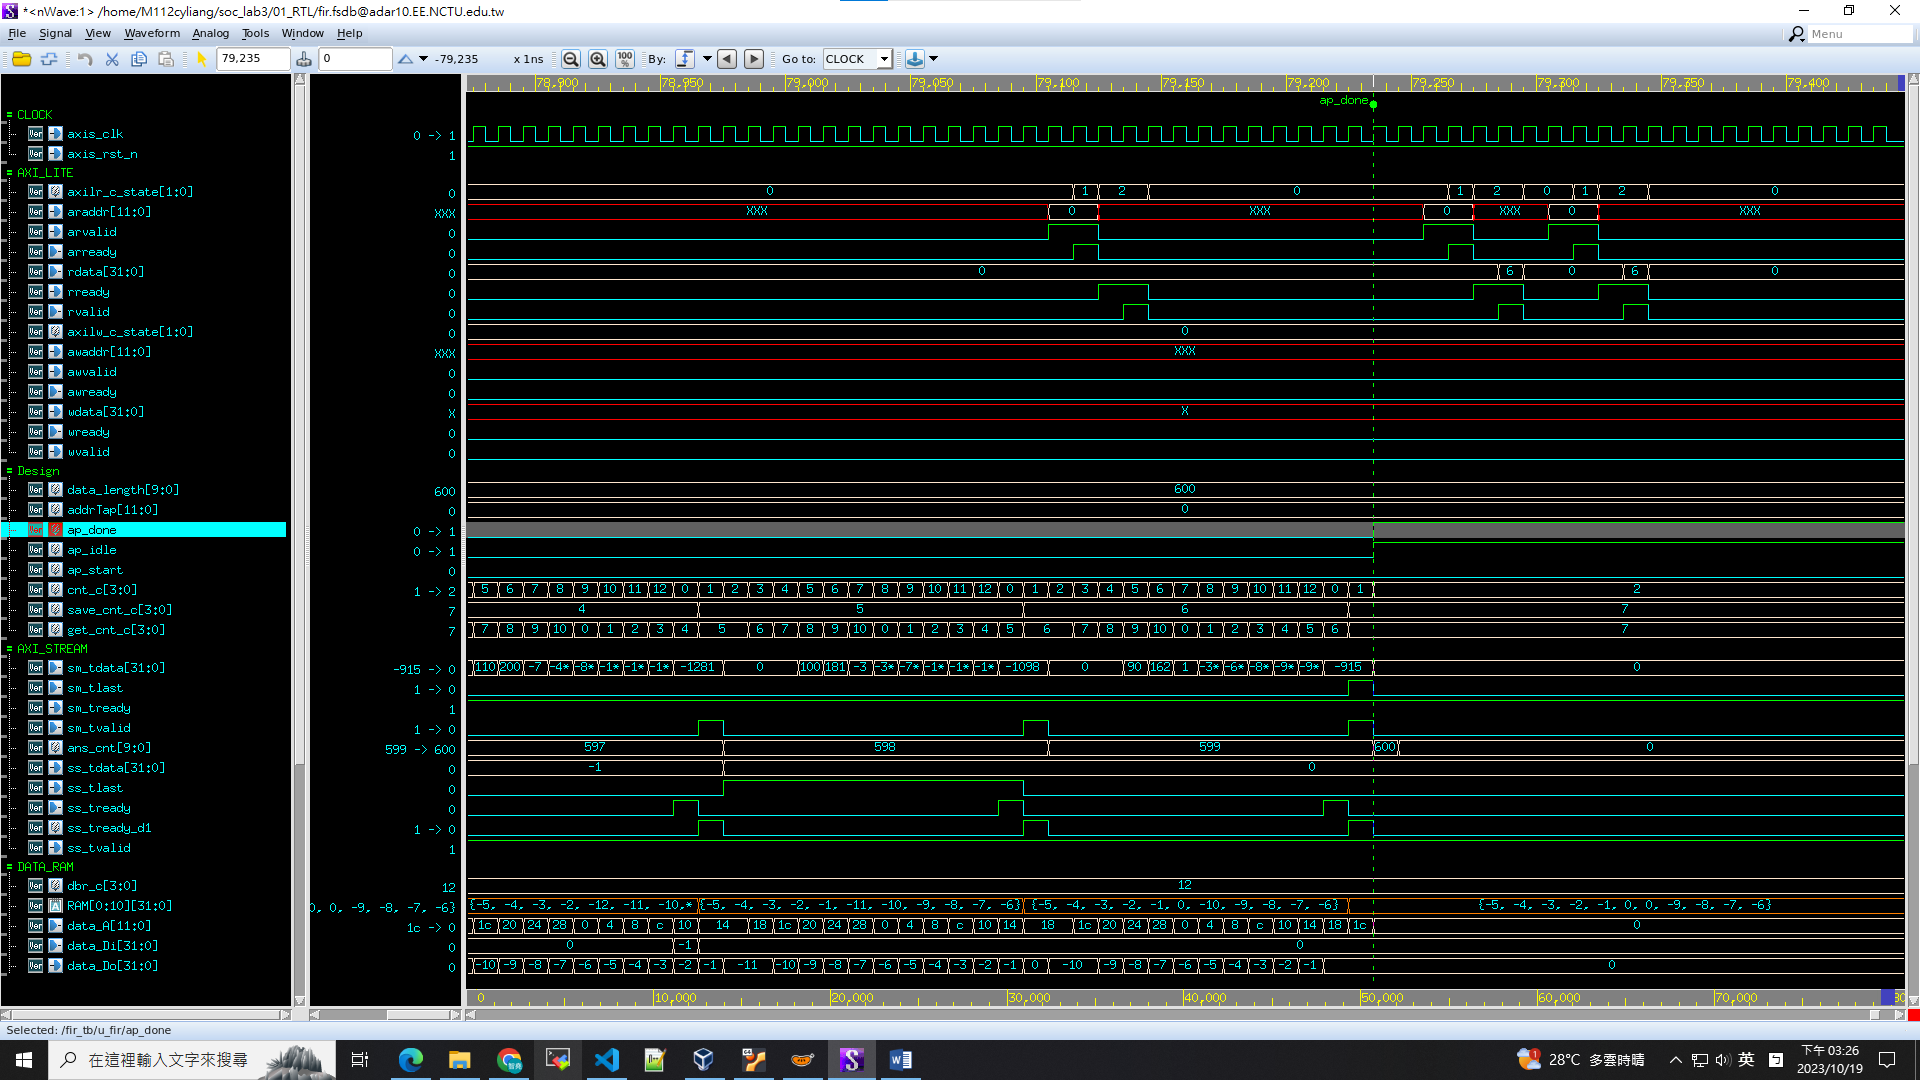 *<nWave:1> /home/M112cyliang/soc_lab3/01_RTL/fir.fsdb@adar10.EE.NCTU.edu.tw
File Signal View Waveform Analog Tools Window Help
Menu
79,235 0 -79,235 x 1ns 100% By: Go to: CLOCK
78,900 78,950 79,000 79,050 79,100 79,150 79,200 79,250 79,300 79,350 79,400
ap_done
CLOCK
axis_clk 0 -> 1
axis_rst_n 1
AXI_LITE
axilr_c_state[1:0] 0 0 1 2 0 1 2 0 1 2 0
araddr[11:0] XXX XXX 0 XXX 0 XXX 0 XXX
arvalid 0
arready 0
rdata[31:0] 0 0 6 0 6 0
rready 0
rvalid 0
axilw_c_state[1:0] 0 0
awaddr[11:0] XXX XXX
awvalid 0
awready 0
wdata[31:0] X X
wready 0
wvalid 0
Design
data_length[9:0] 600 600
addrTap[11:0] 0 0
ap_done 0 -> 1
ap_idle 0 -> 1
ap_start 0
cnt_c[3:0] 1 -> 2 5 6 7 8 9 10 11 12 0 1 2 3 4 5 6 7 8 9 10 11 12 0 1 2 3 4 5 6 7 8 9 10 11 12 0 1 2
save_cnt_c[3:0] 7 4 5 6 7
get_cnt_c[3:0] 7 7 8 9 10 0 1 2 3 4 5 6 7 8 9 10 0 1 2 3 4 5 6 7 8 9 10 0 1 2 3 4 5 6 7
AXI_STREAM
sm_tdata[31:0] -915 -> 0 110 200 -7 -4* -8* -1* -1* -1* -1281 0 100 181 -3 -3* -7* -1* -1* -1* -1098 0 90 162 1 -3* -6* -8* -9* -9* -915 0
sm_tlast 1 -> 0
sm_tready 1
sm_tvalid 1 -> 0
ans_cnt[9:0] 599 -> 600 597 598 599 600 0
ss_tdata[31:0] 0 -1 0
ss_tlast 0
ss_tready 0
ss_tready_d1 1 -> 0
ss_tvalid 1
DATA_RAM
dbr_c[3:0] 12 12
RAM[0:10][31:0] 0, 0, -9, -8, -7, -6} {-5, -4, -3, -2, -12, -11, -10,* {-5, -4, -3, -2, -1, -11, -10, -9, -8, -7, -6} {-5, -4, -3, -2, -1, 0, -10, -9, -8, -7, -6} {-5, -4, -3, -2, -1, 0, 0, -9, -8, -7, -6}
data_A[11:0] 1c -> 0 1c 20 24 28 0 4 8 c 10 14 18 1c 20 24 28 0 4 8 c 10 14 18 1c 20 24 28 0 4 8 c 10 14 18 1c 0
data_Di[31:0] 0 0 -1 0
data_Do[31:0] 0 -10 -9 -8 -7 -6 -5 -4 -3 -2 -1 -11 -10 -9 -8 -7 -6 -5 -4 -3 -2 -1 0 -10 -9 -8 -7 -6 -5 -4 -3 -2 -1 0
0 10,000 20,000 30,000 40,000 50,000 60,000 70,000
Selected: /fir_tb/u_fir/ap_done
在這裡輸入文字來搜尋
28°C 多雲時晴
英
下午 03:26
2023/10/19